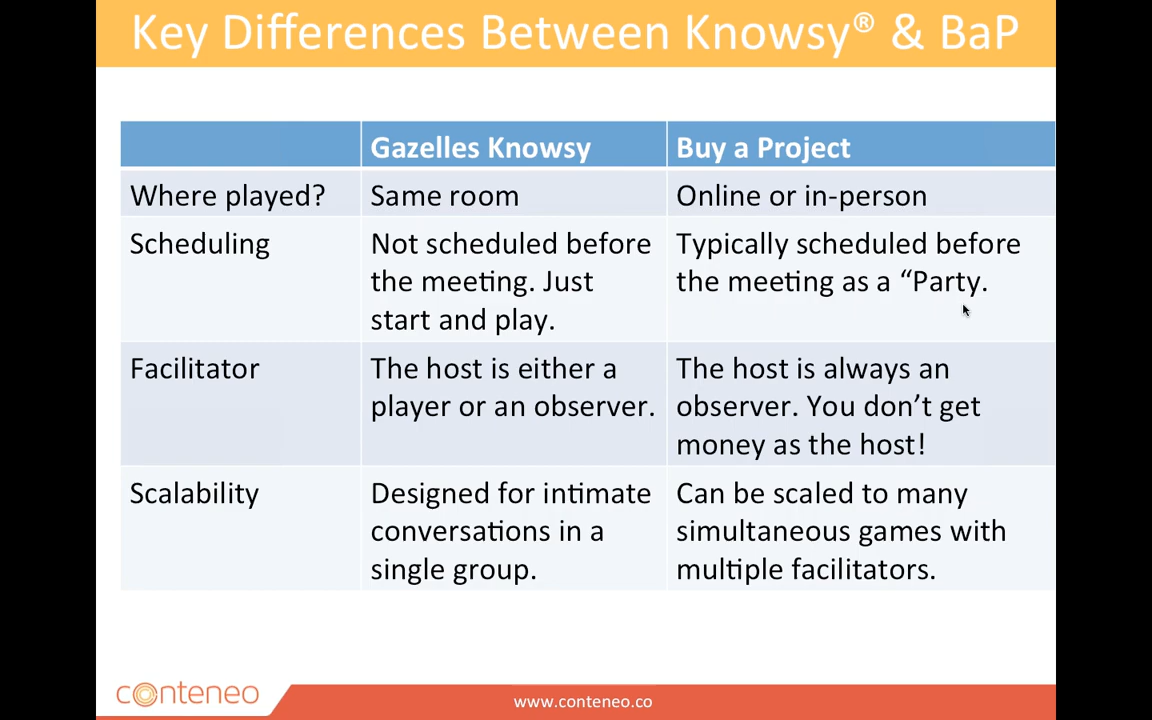 Key Differences Between Knowsy® & BaP
Gazelles Knowsy
Buy a Project
Where played?
Same room
Online or in-person
Scheduling
Not scheduled before
the meeting. Just
start and play.
Typically scheduled before
the meeting as a “Party.
Facilitator
The host is either a
player or an observer.
The host is always an
observer. You don’t get
money as the host!
Scalability
Designed for intimate
conversations in a
single group.
Can be scaled to many
simultaneous games with
multiple facilitators.
conteneo
www.conteneo.co